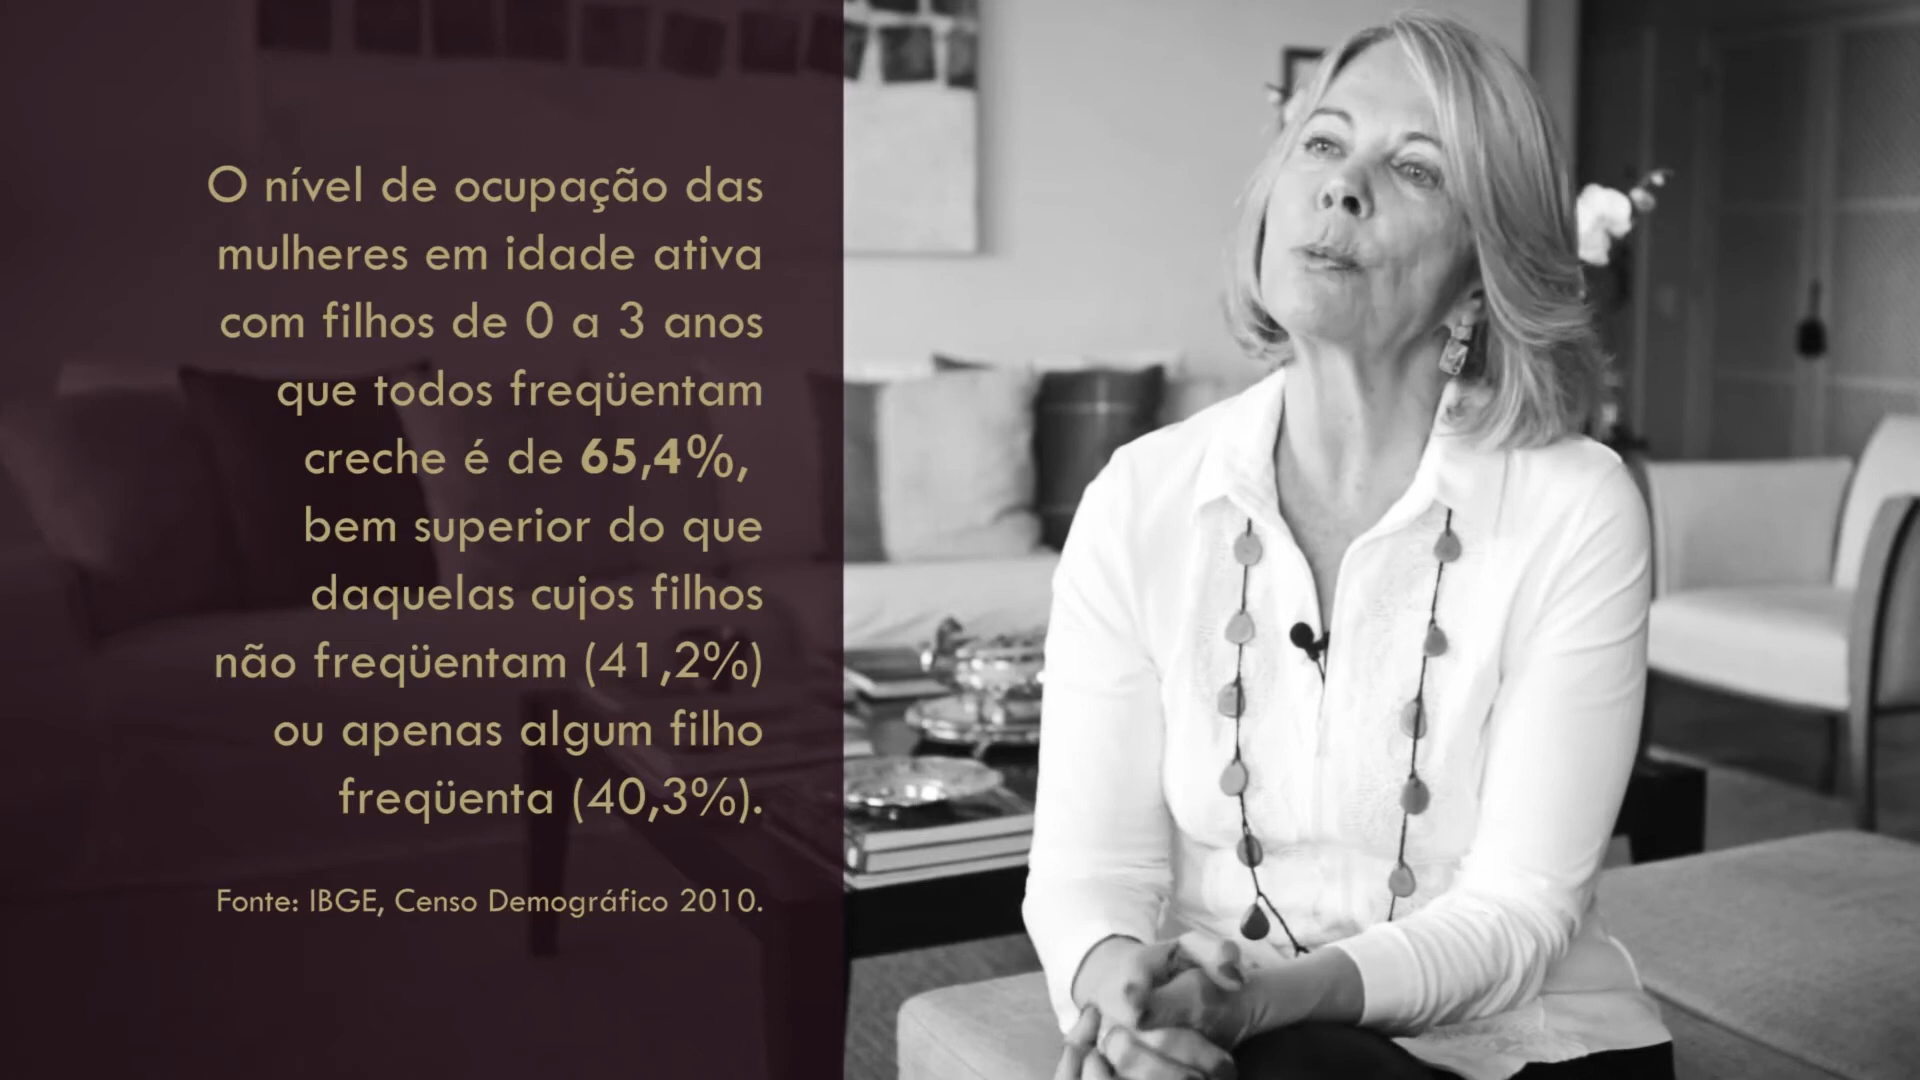 O nível de ocupação das
mulheres em idade ativa
com filhos de 0 a 3 anos
que todos freqüentam
creche é de 65,4%,
bem superior do que
daquelas cujos filhos
não freqüentam (41,2%)
ou apenas algum filho
freqüenta (40,3%).
Fonte: IBGE, Censo Demográfico 2010.